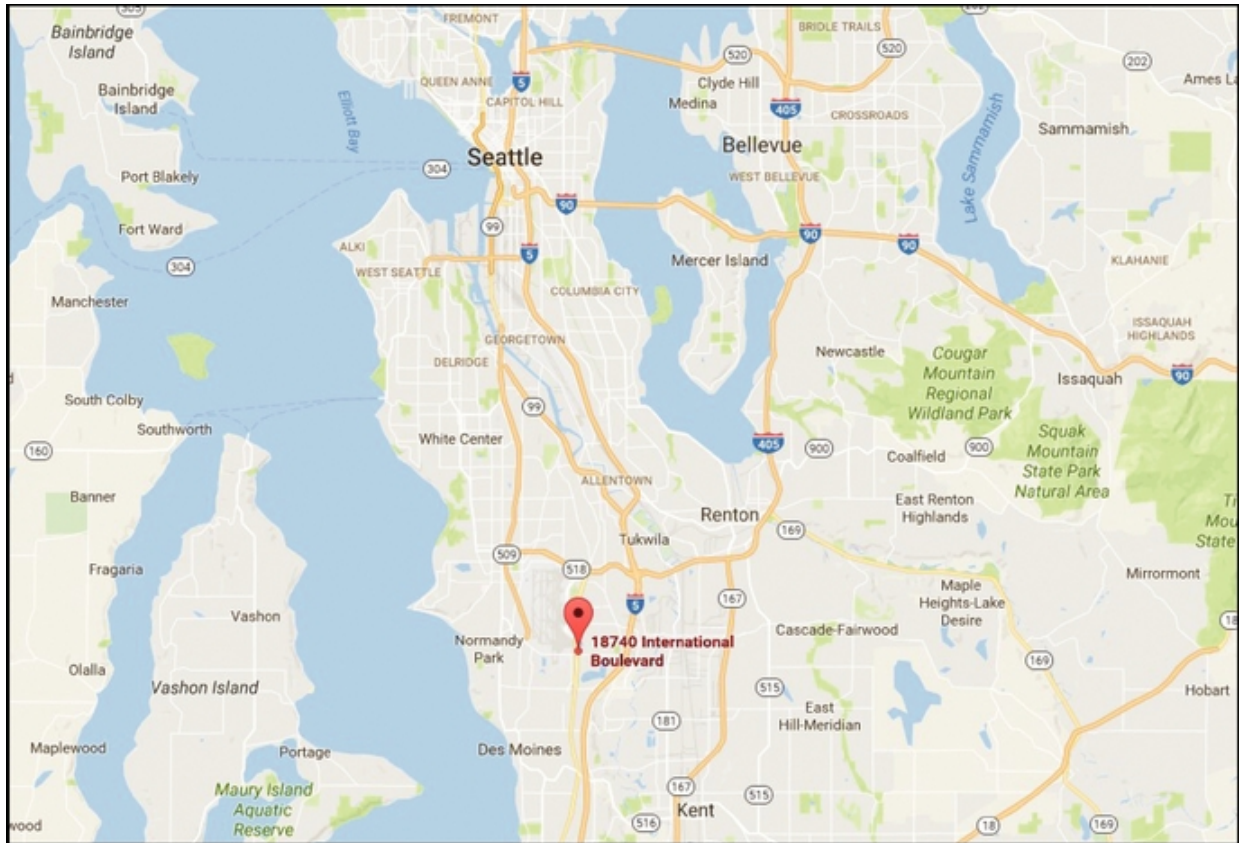 305
Bainbridge
Island
FREMONT
BRIDLE TRAILS
520
520
202
Ames
QUEEN ANNE
5
Clyde Hill
Bainbridge
Island
Elliott Bay
CAPITOL HILL
Medina
405
CROSSROADS
Sammamish
Seattle
Bellevue
Lake Sammamish
304
WEST BELLEVUE
Port Blakely
90
99
Fort Ward
90
90
ALKI
5
304
WEST SEATTLE
Mercer Island
KLAHANIE
Manchester
COLUMBIA CITY
ISSAQUAH
HIGHLANDS
GEORGETOWN
DELRIDGE
Newcastle
Cougar
Mountain
Regional
Wildland Park
Issaquah
90
South Colby
99
Southworth
White Center
405
900
900
Coalfield
Squak
Mountain
State Park
Natural Area
160
ALLENTOWN
Banner
East Renton
Highlands
Renton
169
Tukwila
509
518
Fragaria
5
167
Maple
Heights-Lake
Desire
Mirrormont
Vashon
Normandy
Park
18740 International
Boulevard
Cascade-Fairwood
169
Olalla
Vashon Island
515
Hobart
181
East
Hill-Meridian
Maplewood
Portage
Des Moines
Maury Island
Aquatic
Reserve
167
515
Kent
516
18
169